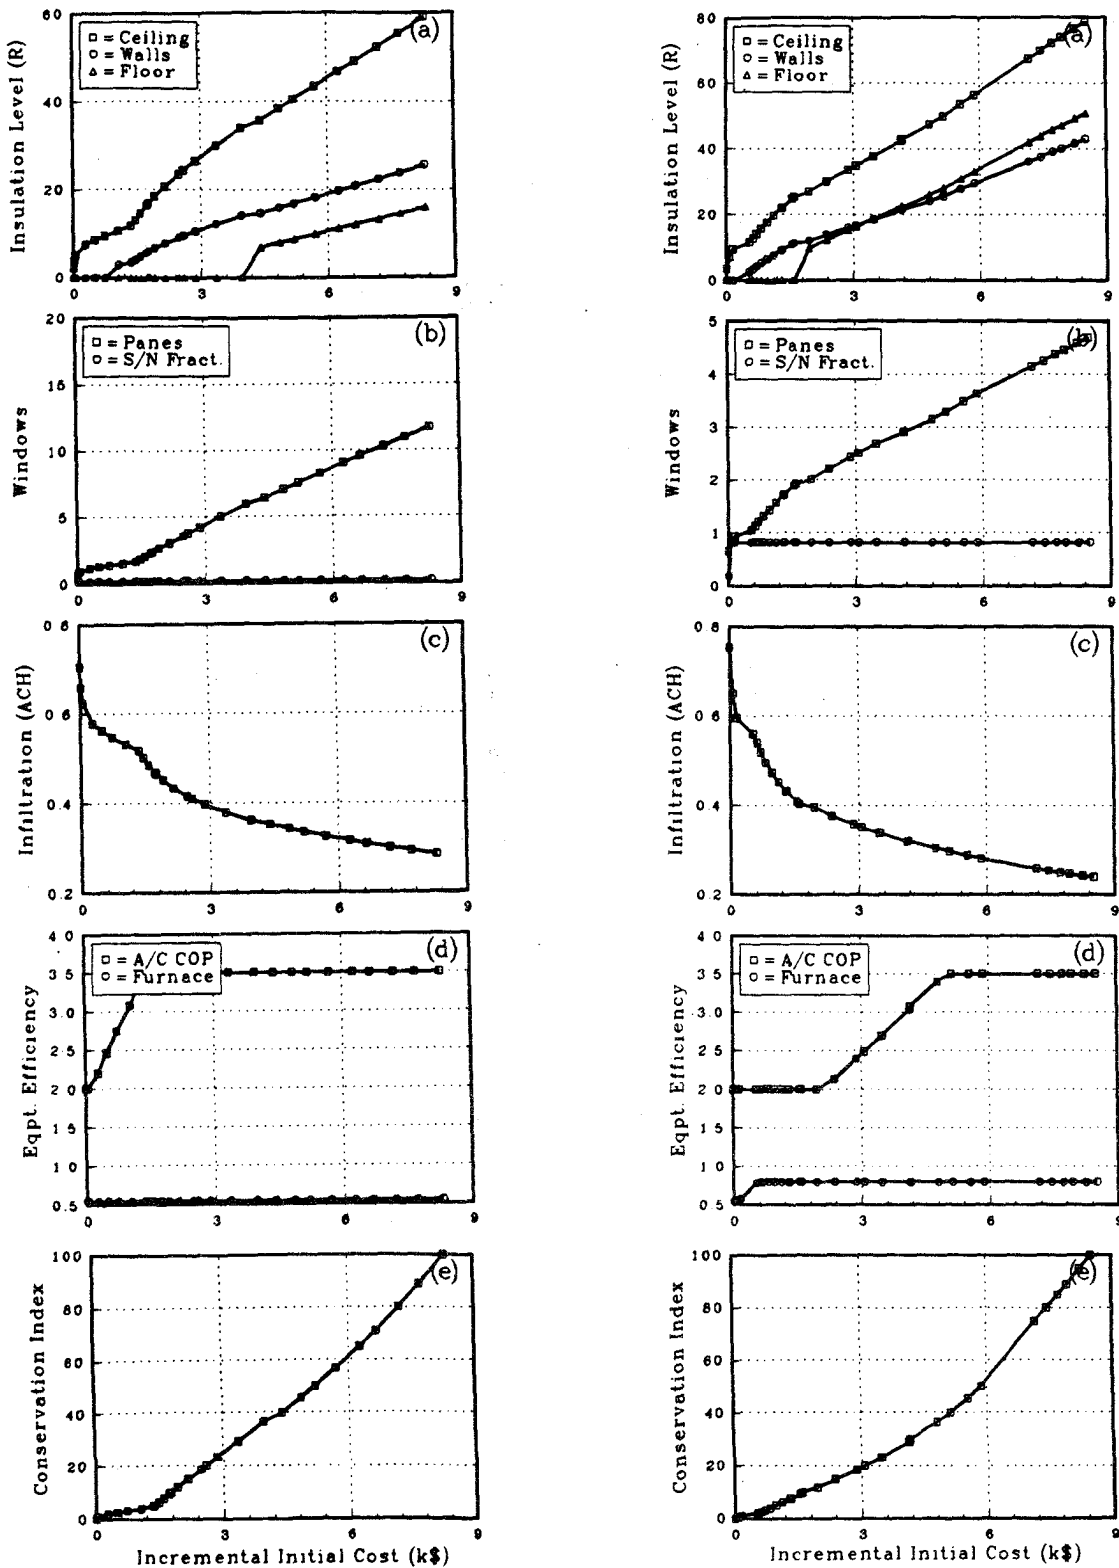 Insulation Level (R)
60
40
20
0
0 3 6 9
□ = Ceiling
○ = Walls
△ = Floor
(a)
Windows
20
15
10
5
0
0 3 6 9
□ = Panes
○ = S/N Fract.
(b)
Infiltration (ACH)
0 8
0 6
0.4
0.2
0 3 6 9
(c)
Eqpt. Efficiency
4 0
3 5
3 0
2 5
2 0
1 5
1 0
0.5
0 3 6 9
□ = A/C COP
○ = Furnace
(d)
Conservation Index
100
80
60
40
20
0
0 3 6 9
(e)
Incremental Initial Cost (k$)
Insulation Level (R)
80
60
40
20
0
0 3 6 9
□ = Ceiling
○ = Walls
△ = Floor
(a)
Windows
5
4
3
2
1
0
0 3 6 9
□ = Panes
○ = S/N Fract.
(b)
Infiltration (ACH)
0 8
0.6
0.4
0.2
0 3 6 9
(c)
Eqpt. Efficiency
4 0
3.5
3 0
2 5
2 0
1 5
1 0
0.5
0 3 6 9
□ = A/C COP
○ = Furnace
(d)
Conservation Index
100
80
60
40
20
0
0 3 6 9
(e)
Incremental Initial Cost (k$)